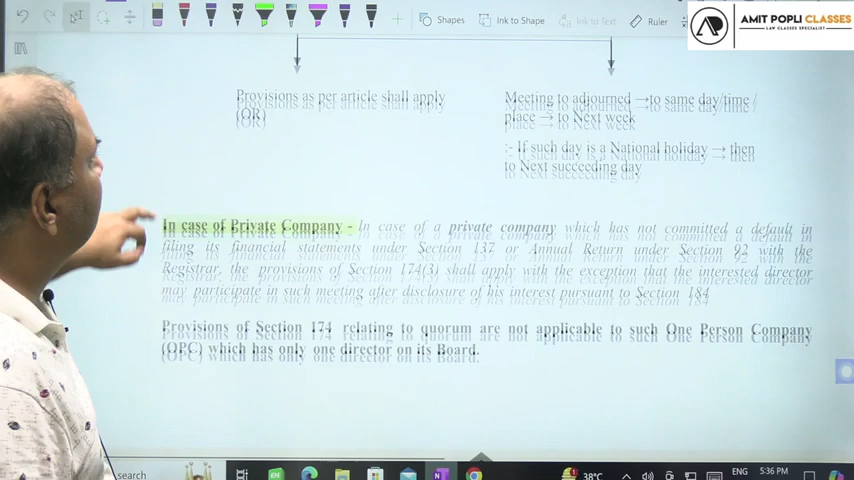 Shapes
Ink to Shape
Ink to Text
Ruler
AMIT POPLI CLASSES
LAW CLASSES SPECIALIST
Provisions as per article shall apply
(OR)
Meeting to adjourned →to same day/time /
place → to Next week
:- If such day is a National holiday → then
to Next succeeding day
In case of Private Company - In case of a private company which has not committed a default in
filing its financial statements under Section 137 or Annual Return under Section 92 with the
Registrar, the provisions of Section 174(3) shall apply with the exception that the interested director
may participate in such meeting after disclosure of his interest pursuant to Section 184
Provisions of Section 174 relating to quorum are not applicable to such One Person Company
(OPC) which has only one director on its Board.
search
38°C
ENG
5:36 PM